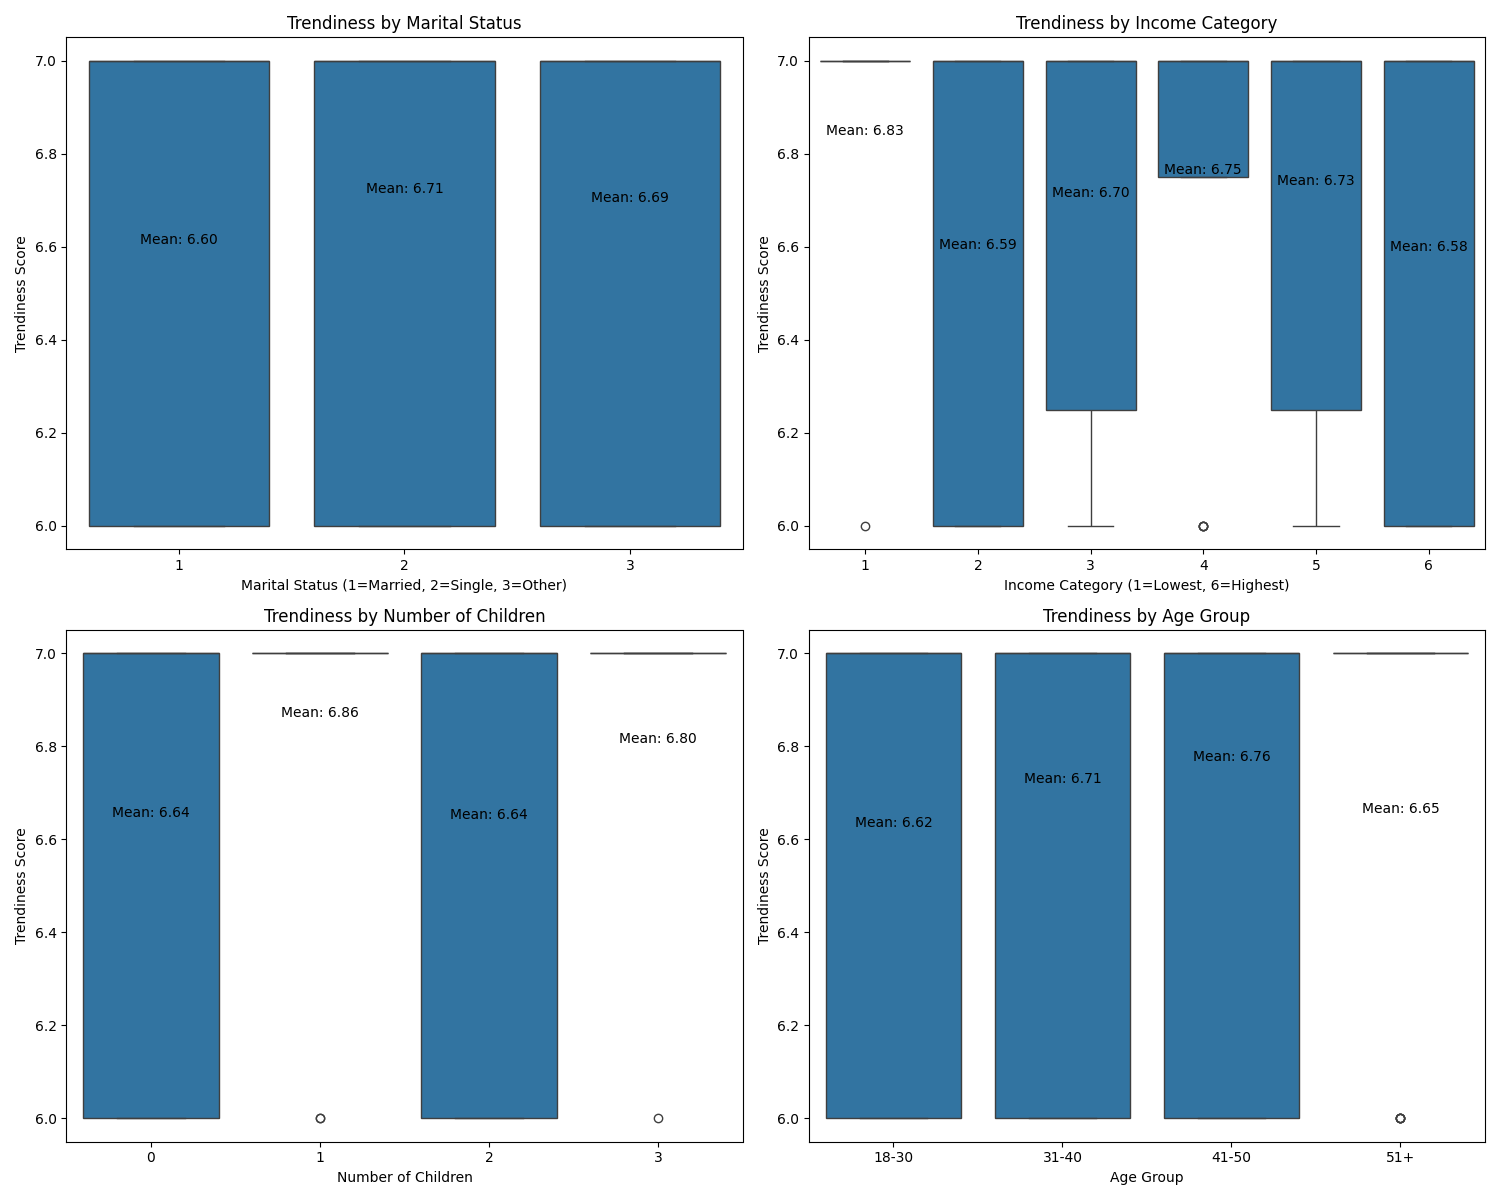 Trendiness by Marital Status
7.0
6.8
6.6
6.4
6.2
6.0
Trendiness Score
Mean: 6.60
Mean: 6.71
Mean: 6.69
1
2
3
Marital Status (1=Married, 2=Single, 3=Other)
Trendiness by Income Category
7.0
6.8
6.6
6.4
6.2
6.0
Trendiness Score
Mean: 6.83
Mean: 6.59
Mean: 6.70
Mean: 6.75
Mean: 6.73
Mean: 6.58
1
2
3
4
5
6
Income Category (1=Lowest, 6=Highest)
Trendiness by Number of Children
7.0
6.8
6.6
6.4
6.2
6.0
Trendiness Score
Mean: 6.64
Mean: 6.86
Mean: 6.64
Mean: 6.80
0
1
2
3
Number of Children
Trendiness by Age Group
7.0
6.8
6.6
6.4
6.2
6.0
Trendiness Score
Mean: 6.62
Mean: 6.71
Mean: 6.76
Mean: 6.65
18-30
31-40
41-50
51+
Age Group